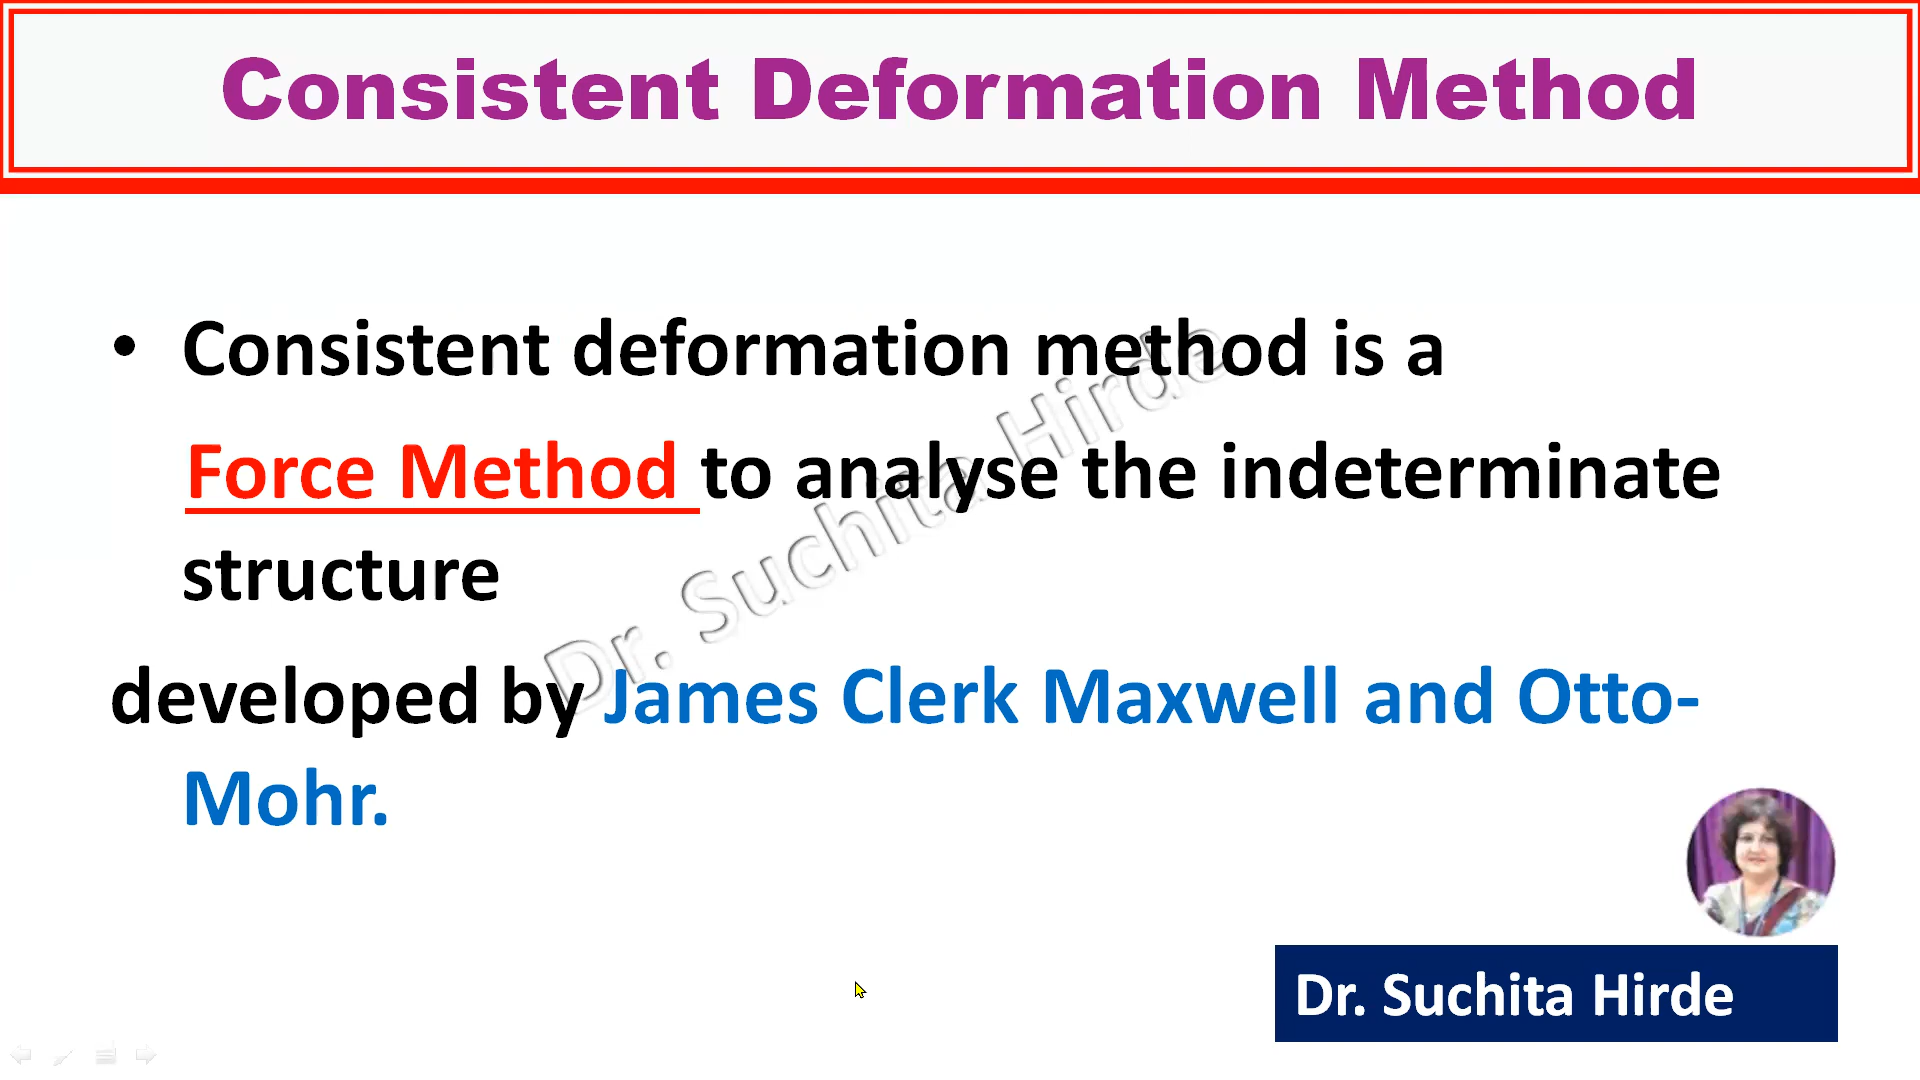 Consistent Deformation Method
• Consistent deformation method is a
Force Method to analyse the indeterminate
structure
developed by James Clerk Maxwell and Otto-
Mohr.
Dr. Suchita Hirde
Dr. Suchita Hirde